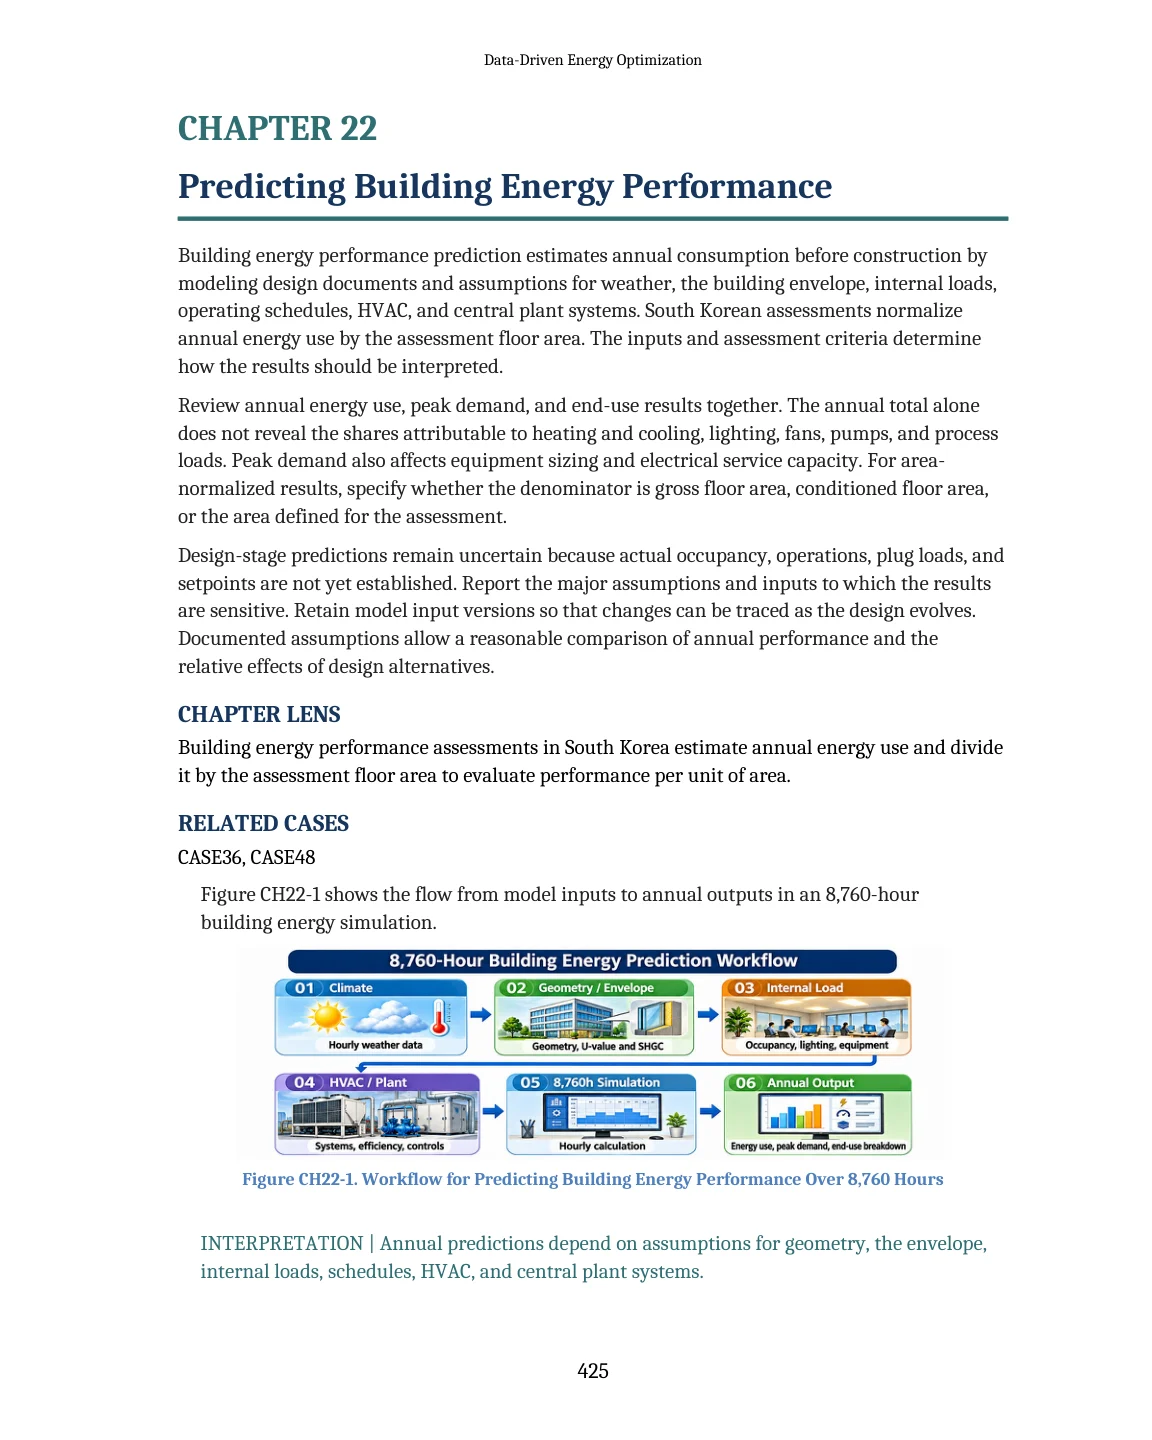 Data-Driven Energy Optimization
CHAPTER 22
Predicting Building Energy Performance
Building energy performance prediction estimates annual consumption before construction by
modeling design documents and assumptions for weather, the building envelope, internal loads,
operating schedules, HVAC, and central plant systems. South Korean assessments normalize
annual energy use by the assessment floor area. The inputs and assessment criteria determine
how the results should be interpreted.
Review annual energy use, peak demand, and end-use results together. The annual total alone
does not reveal the shares attributable to heating and cooling, lighting, fans, pumps, and process
loads. Peak demand also affects equipment sizing and electrical service capacity. For area-
normalized results, specify whether the denominator is gross floor area, conditioned floor area,
or the area defined for the assessment.
Design-stage predictions remain uncertain because actual occupancy, operations, plug loads, and
setpoints are not yet established. Report the major assumptions and inputs to which the results
are sensitive. Retain model input versions so that changes can be traced as the design evolves.
Documented assumptions allow a reasonable comparison of annual performance and the
relative effects of design alternatives.
CHAPTER LENS
Building energy performance assessments in South Korea estimate annual energy use and divide
it by the assessment floor area to evaluate performance per unit of area.
RELATED CASES
CASE36, CASE48
Figure CH22-1 shows the flow from model inputs to annual outputs in an 8,760-hour
building energy simulation.
8,760-Hour Building Energy Prediction Workflow
01 Climate
Hourly weather data
02 Geometry / Envelope
Geometry, U-value and SHGC
03 Internal Load
Occupancy, lighting, equipment
04 HVAC / Plant
Systems, efficiency, controls
05 8,760h Simulation
Hourly calculation
06 Annual Output
Energy use, peak demand, end-use breakdown
Figure CH22-1. Workflow for Predicting Building Energy Performance Over 8,760 Hours
INTERPRETATION | Annual predictions depend on assumptions for geometry, the envelope,
internal loads, schedules, HVAC, and central plant systems.
425